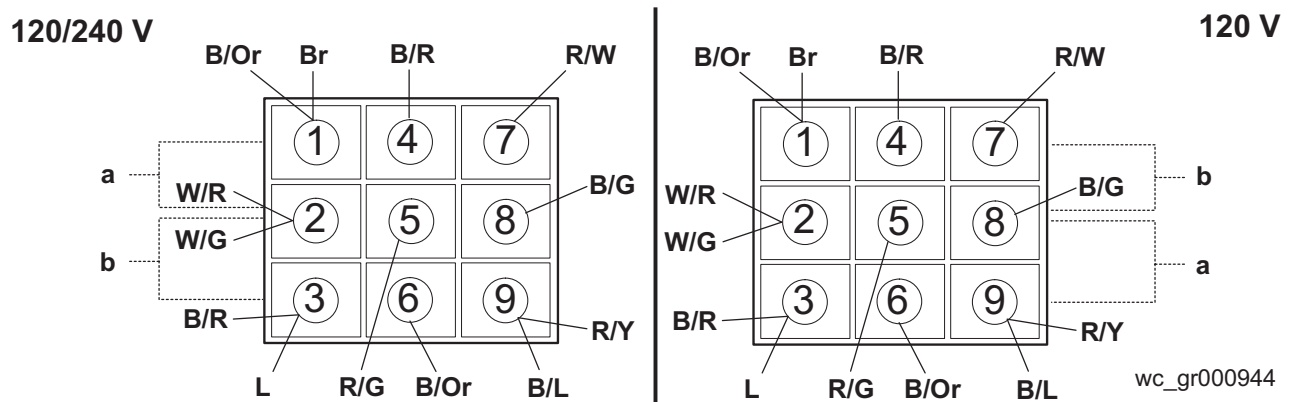 120/240 V
B/Or Br B/R R/W
1 4 7
a
W/R
B/G
2 5 8
W/G
b
3 6 9
B/R
R/Y
L R/G B/Or B/L
120 V
B/Or Br B/R R/W
1 4 7
b
W/R
B/G
2 5 8
W/G
a
3 6 9
B/R
R/Y
L R/G B/Or B/L
wc_gr000944